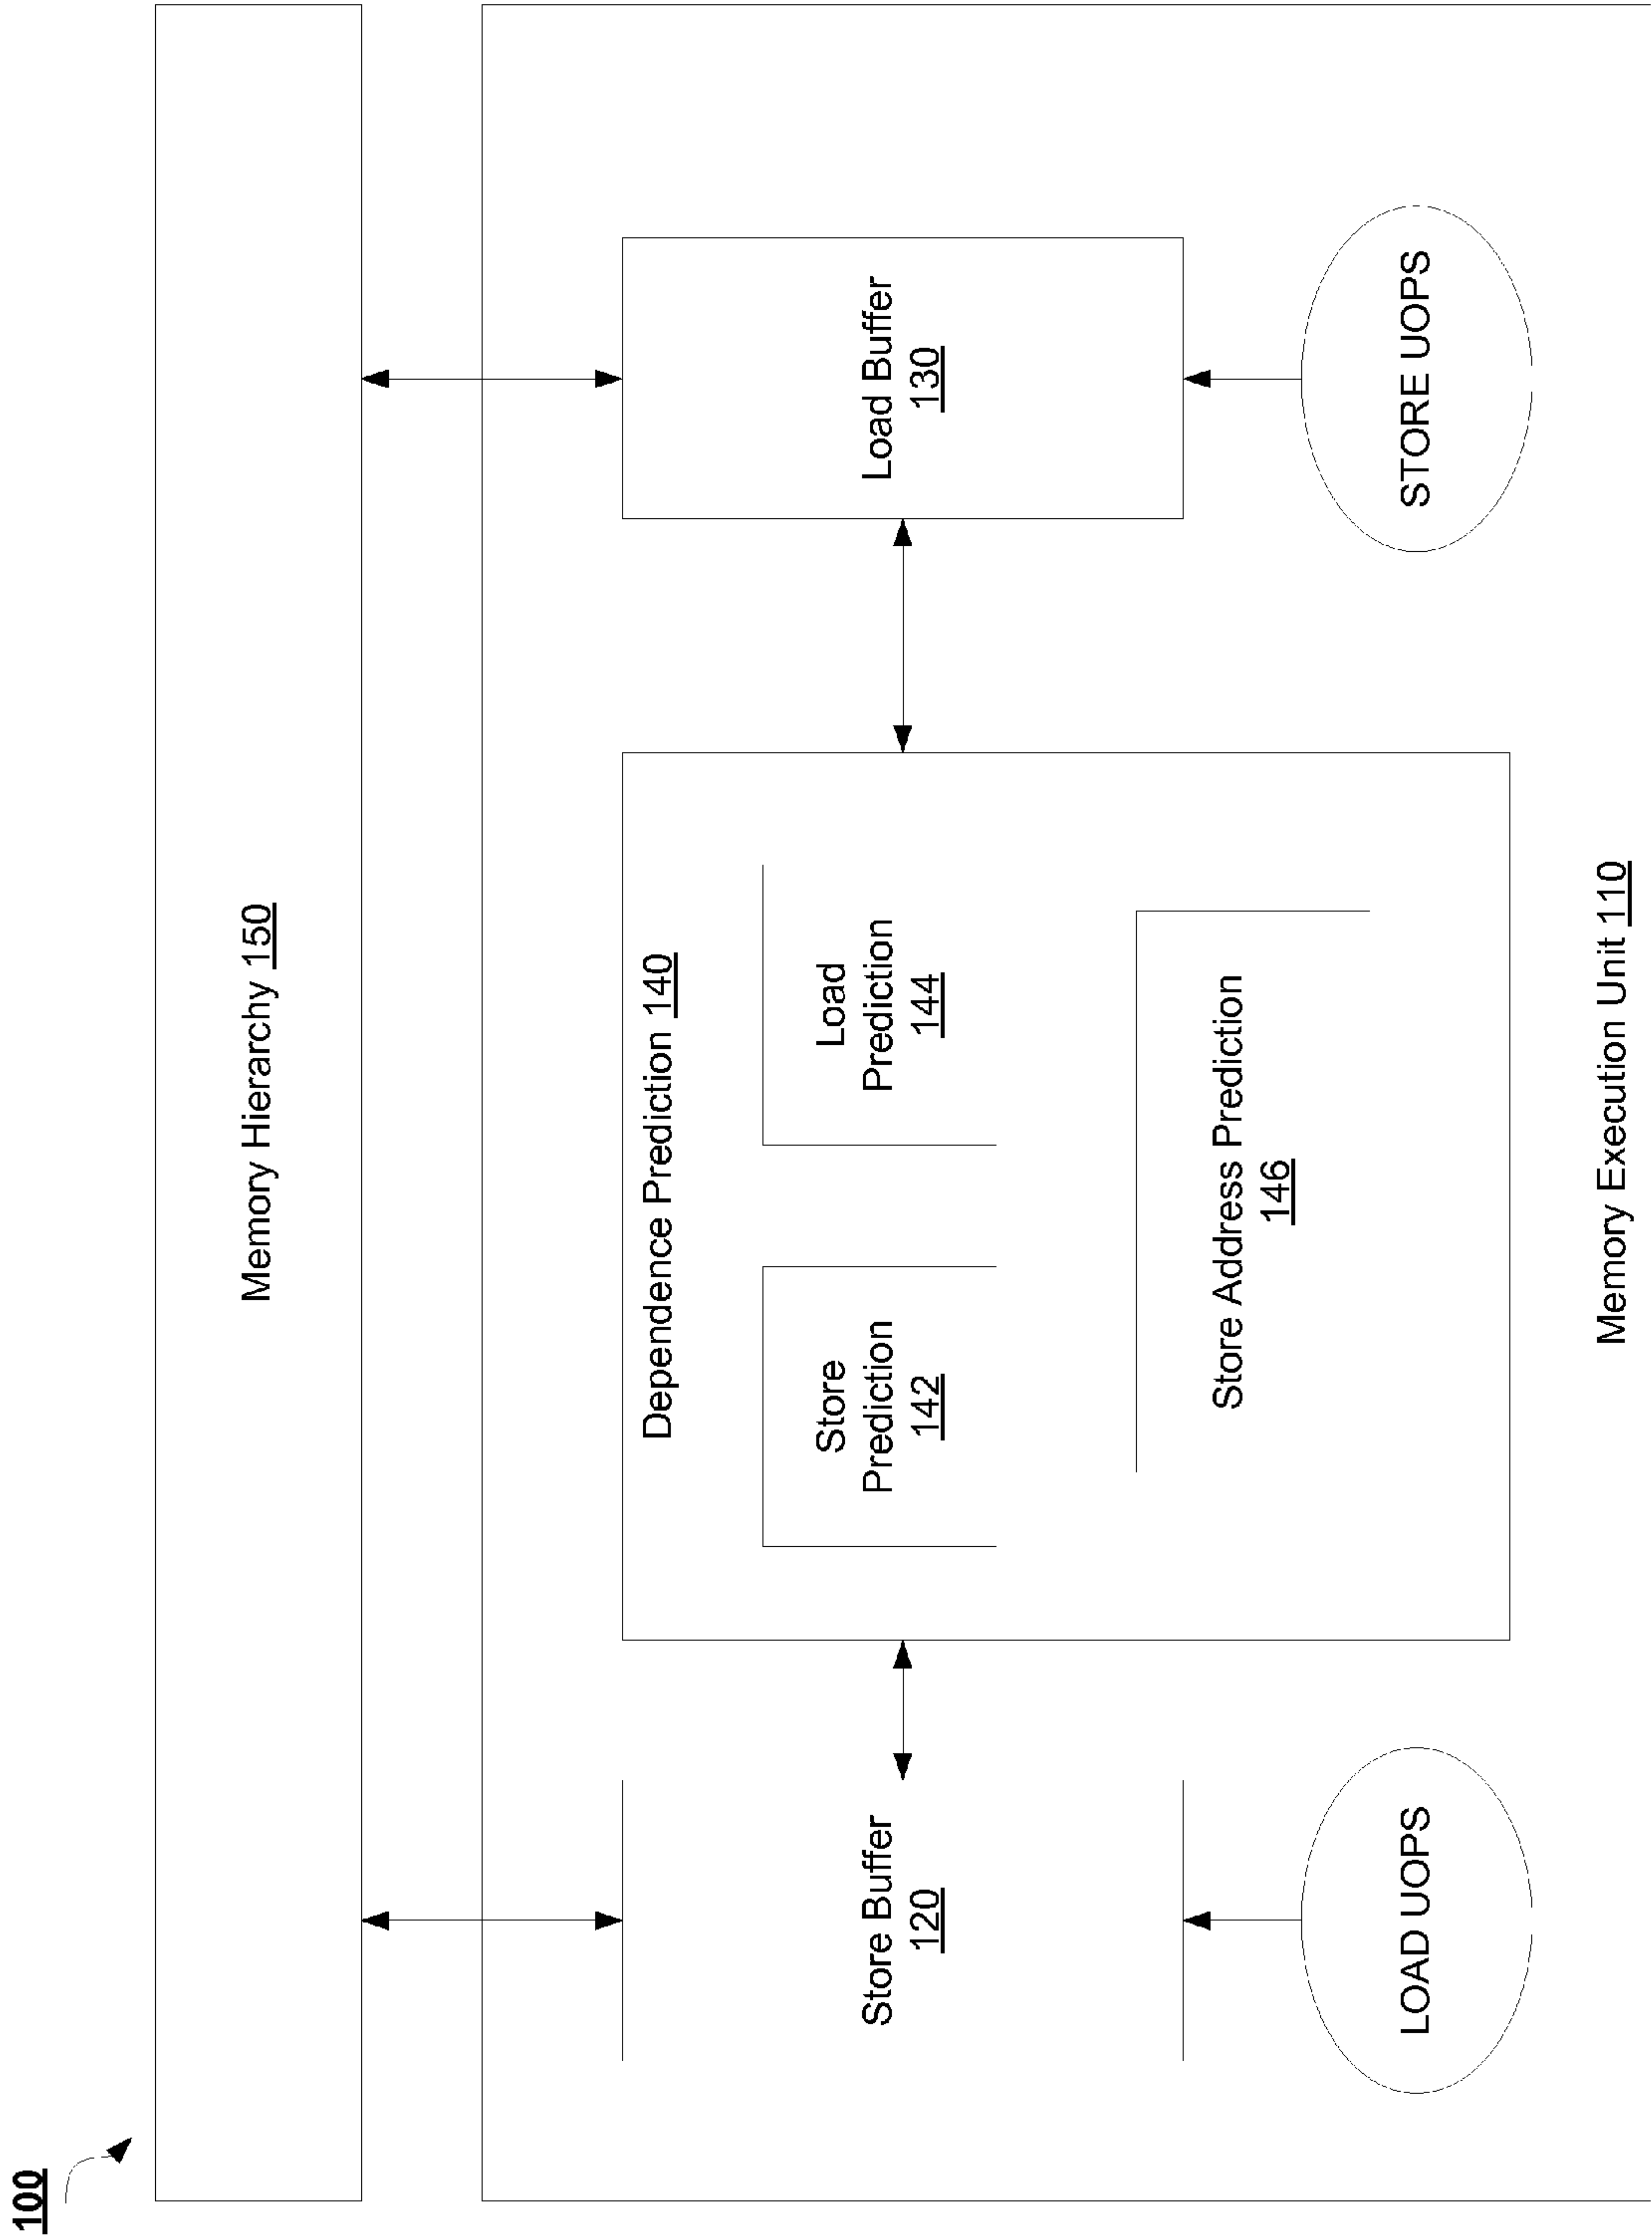 100
Memory Hierarchy 150
Dependence Prediction 140
Store
Prediction
142
Load
Prediction
144
Store Buffer
120
Load Buffer
130
Store Address Prediction
146
LOAD UOPS
STORE UOPS
Memory Execution Unit 110